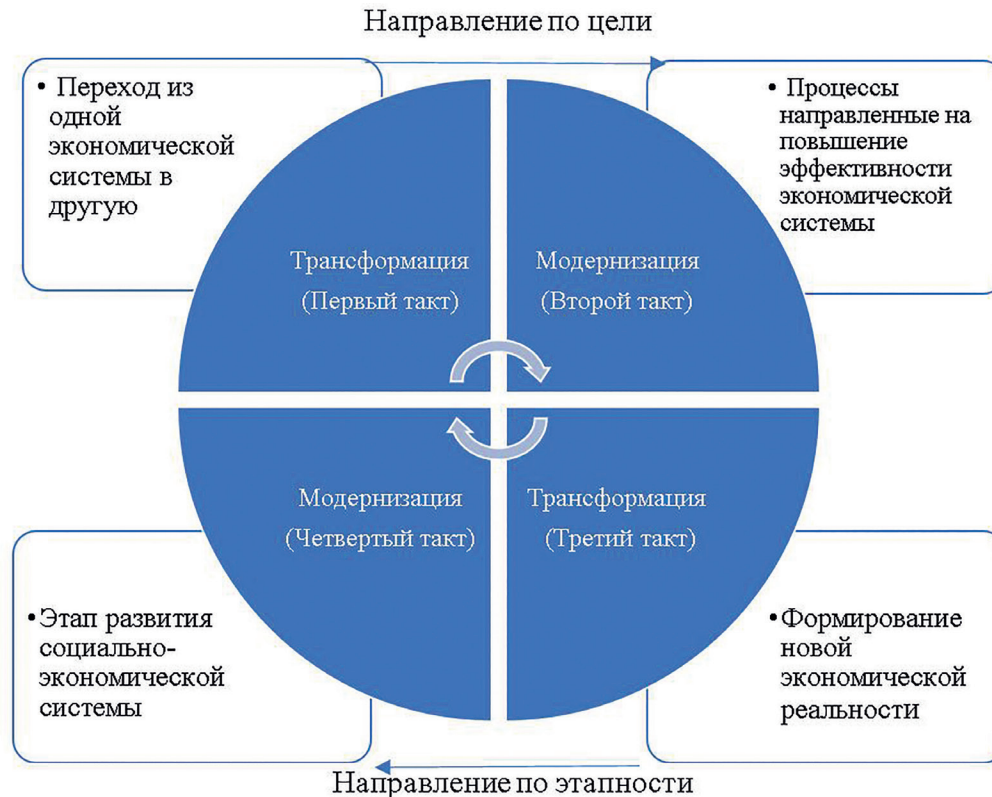 Направление по цели
• Переход из
одной
экономической
системы в
другую
• Процессы
направленные на
повышение
эффективности
экономической
системы
Трансформация
(Первый такт)
Модернизация
(Второй такт)
Модернизация
(Четвертый такт)
Трансформация
(Третий такт)
•Этап развития
социально-
экономической
системы
•Формирование
новой
экономической
реальности
Направление по этапности